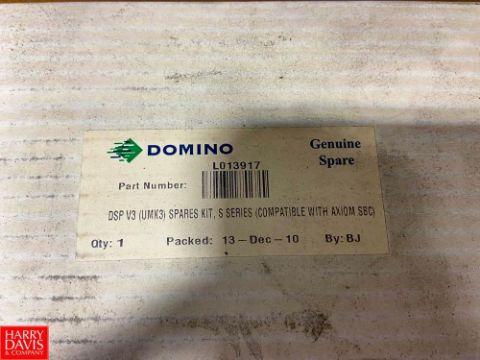 DOMINO
Genuine
Spare
L013917
Part Number:
DSP V3 (UMK3) SPARES KIT, S SERIES (COMPATIBLE WITH AXIOM SBC)
Qty: 1 Packed: 13-Dec-10 By: BJ
HARRY
DAVIS
& COMPANY